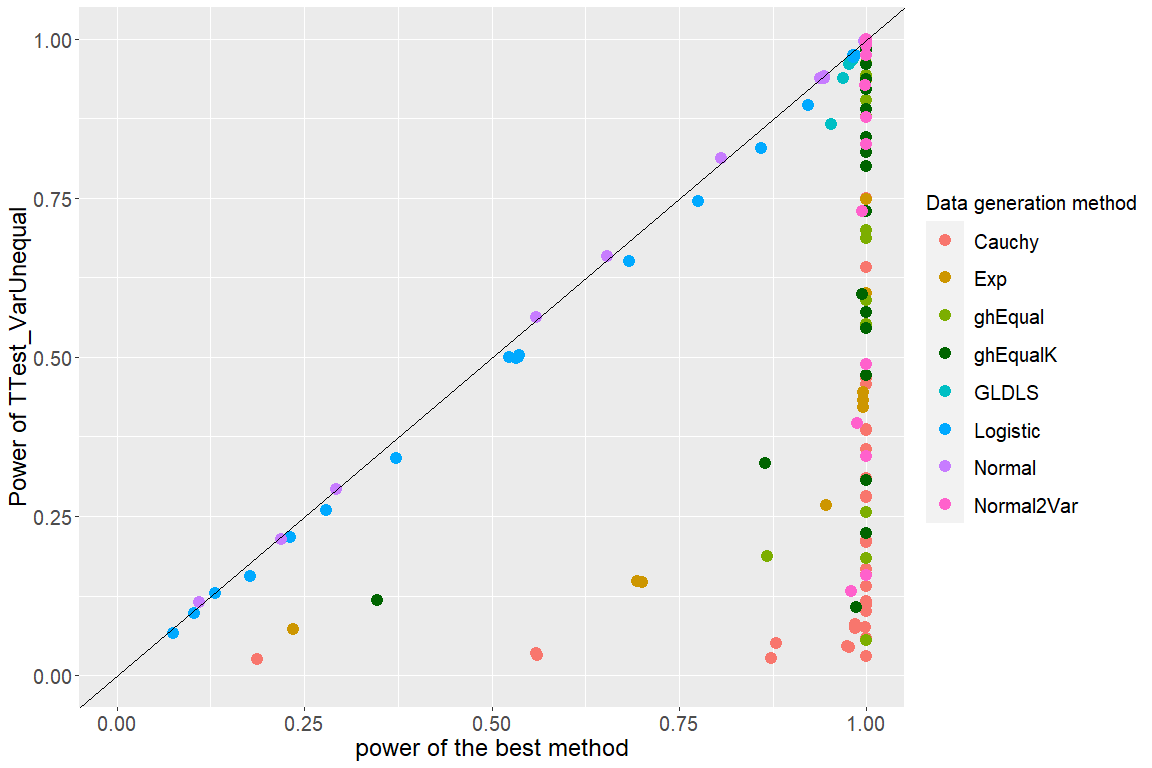 1.00
0.75
0.50
0.25
0.00
Power of TTest_VarUnequal
0.00 0.25 0.50 0.75 1.00
power of the best method
Data generation method
Cauchy
Exp
ghEqual
ghEqualK
GLDLS
Logistic
Normal
Normal2Var